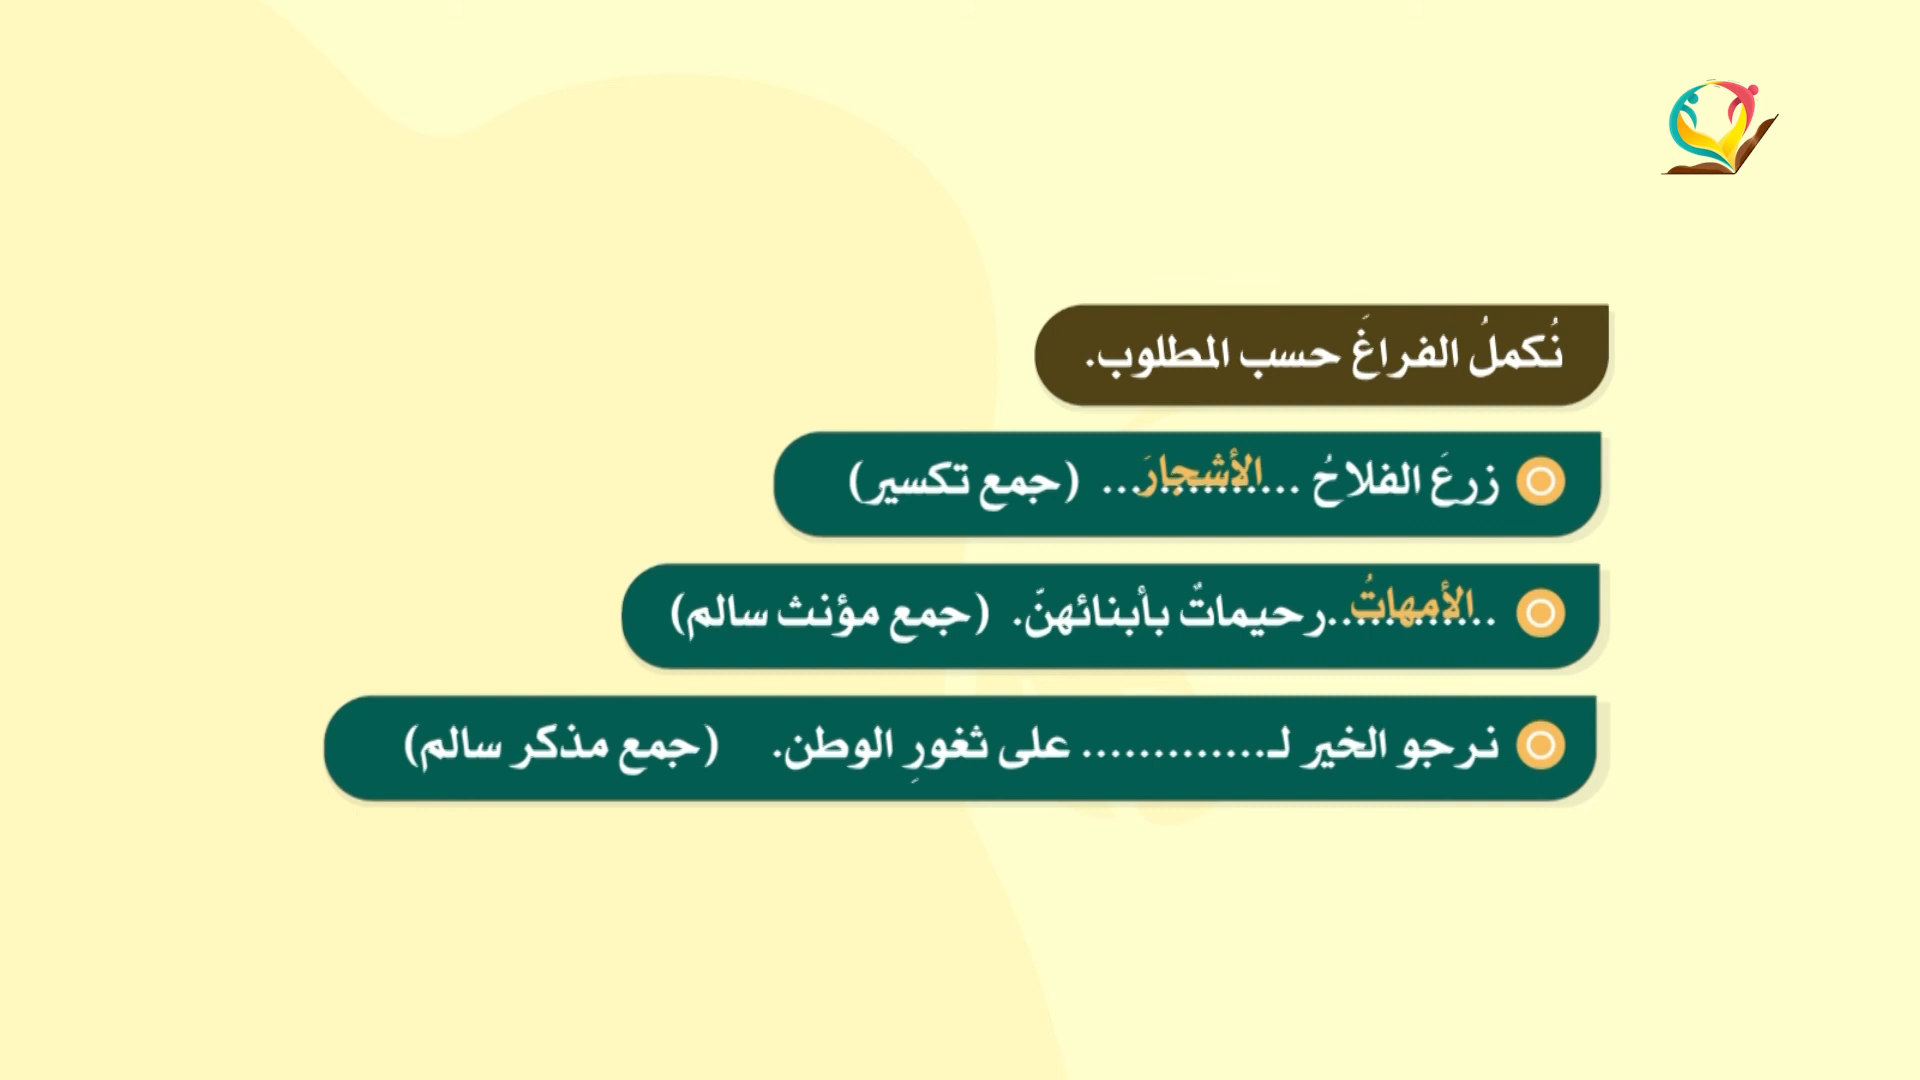 نُكملُ الفراغَ حسب المطلوب.
زرعَ الفلاحُ ...الأشجارَ... (جمع تكسير)
..الأمهاتُ..رحيماتٌ بأبنائهنّ. (جمع مؤنث سالم)
نرجو الخير لـ............. على ثغورِ الوطن. (جمع مذكر سالم)